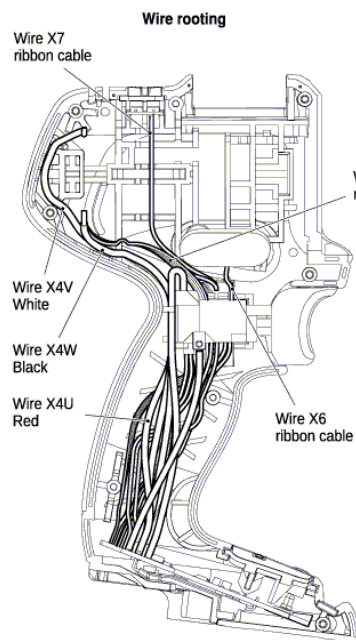 Wire rooting
Wire X7
ribbon cable
Wire X4V
White
Wire X4W
Black
Wire X4U
Red
Wire X6
ribbon cable